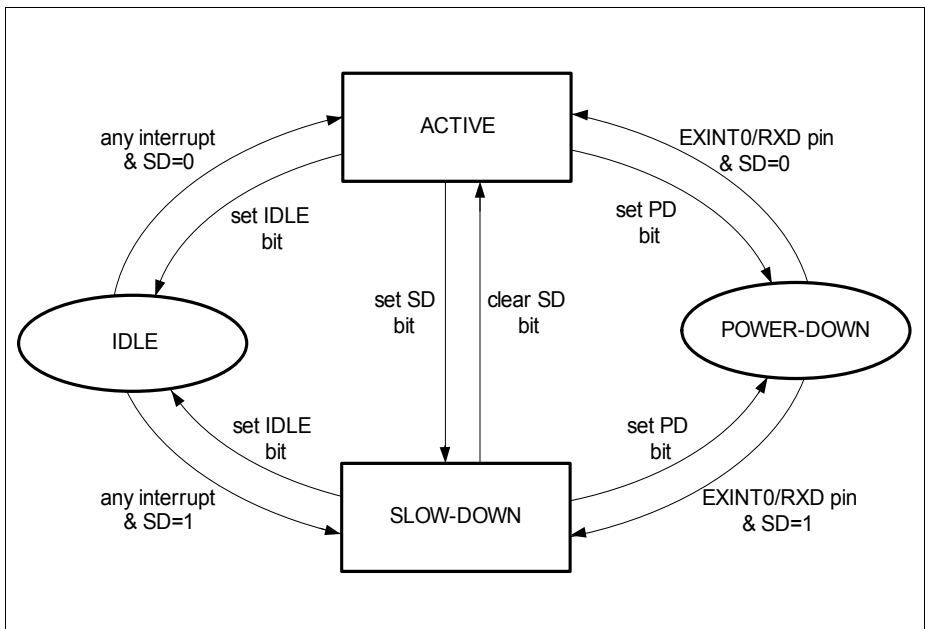 ACTIVE
any interrupt
& SD=0
EXINT0/RXD pin
& SD=0
set IDLE
bit
set PD
bit
set SD
bit
clear SD
bit
IDLE
POWER-DOWN
set IDLE
bit
set PD
bit
any interrupt
& SD=1
SLOW-DOWN
EXINT0/RXD pin
& SD=1